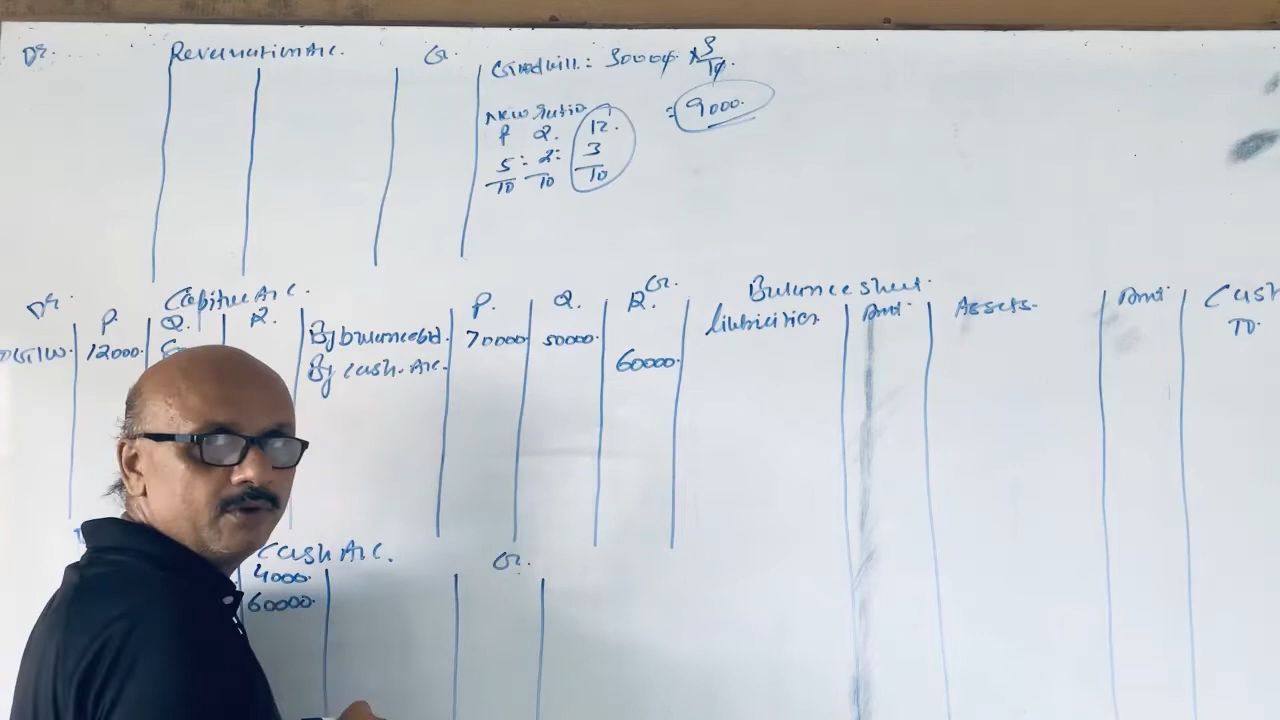 Dr. Revaluation A/c. Cr.
Goodwill: 30000 x 3/10.
= 9000.
New Ratio
P Q. R.
5 : 2 : 3
10 10 10
Dr. Capital A/c. Cr.
P. Q. R. P. Q. R.
To G/W. 12000. By balance b/d. 70000 50000.
By cash A/c. 60000.
Balance sheet.
Liabilities Amt. Assets. Amt.
Cash
TO.
Cash A/c. Cr.
4000.
60000.